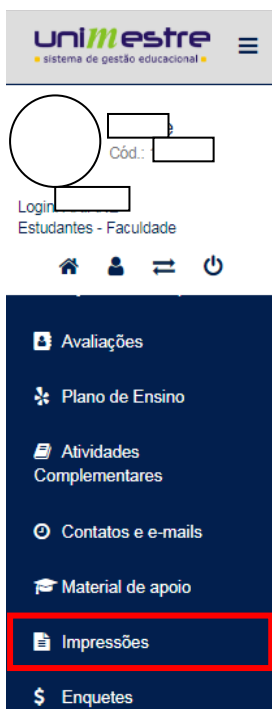 unimestre
sistema de gestão educacional
Cód.:
Login
Estudantes - Faculdade
Avaliações
Plano de Ensino
Atividades
Complementares
Contatos e e-mails
Material de apoio
Impressões
$ Enquetes